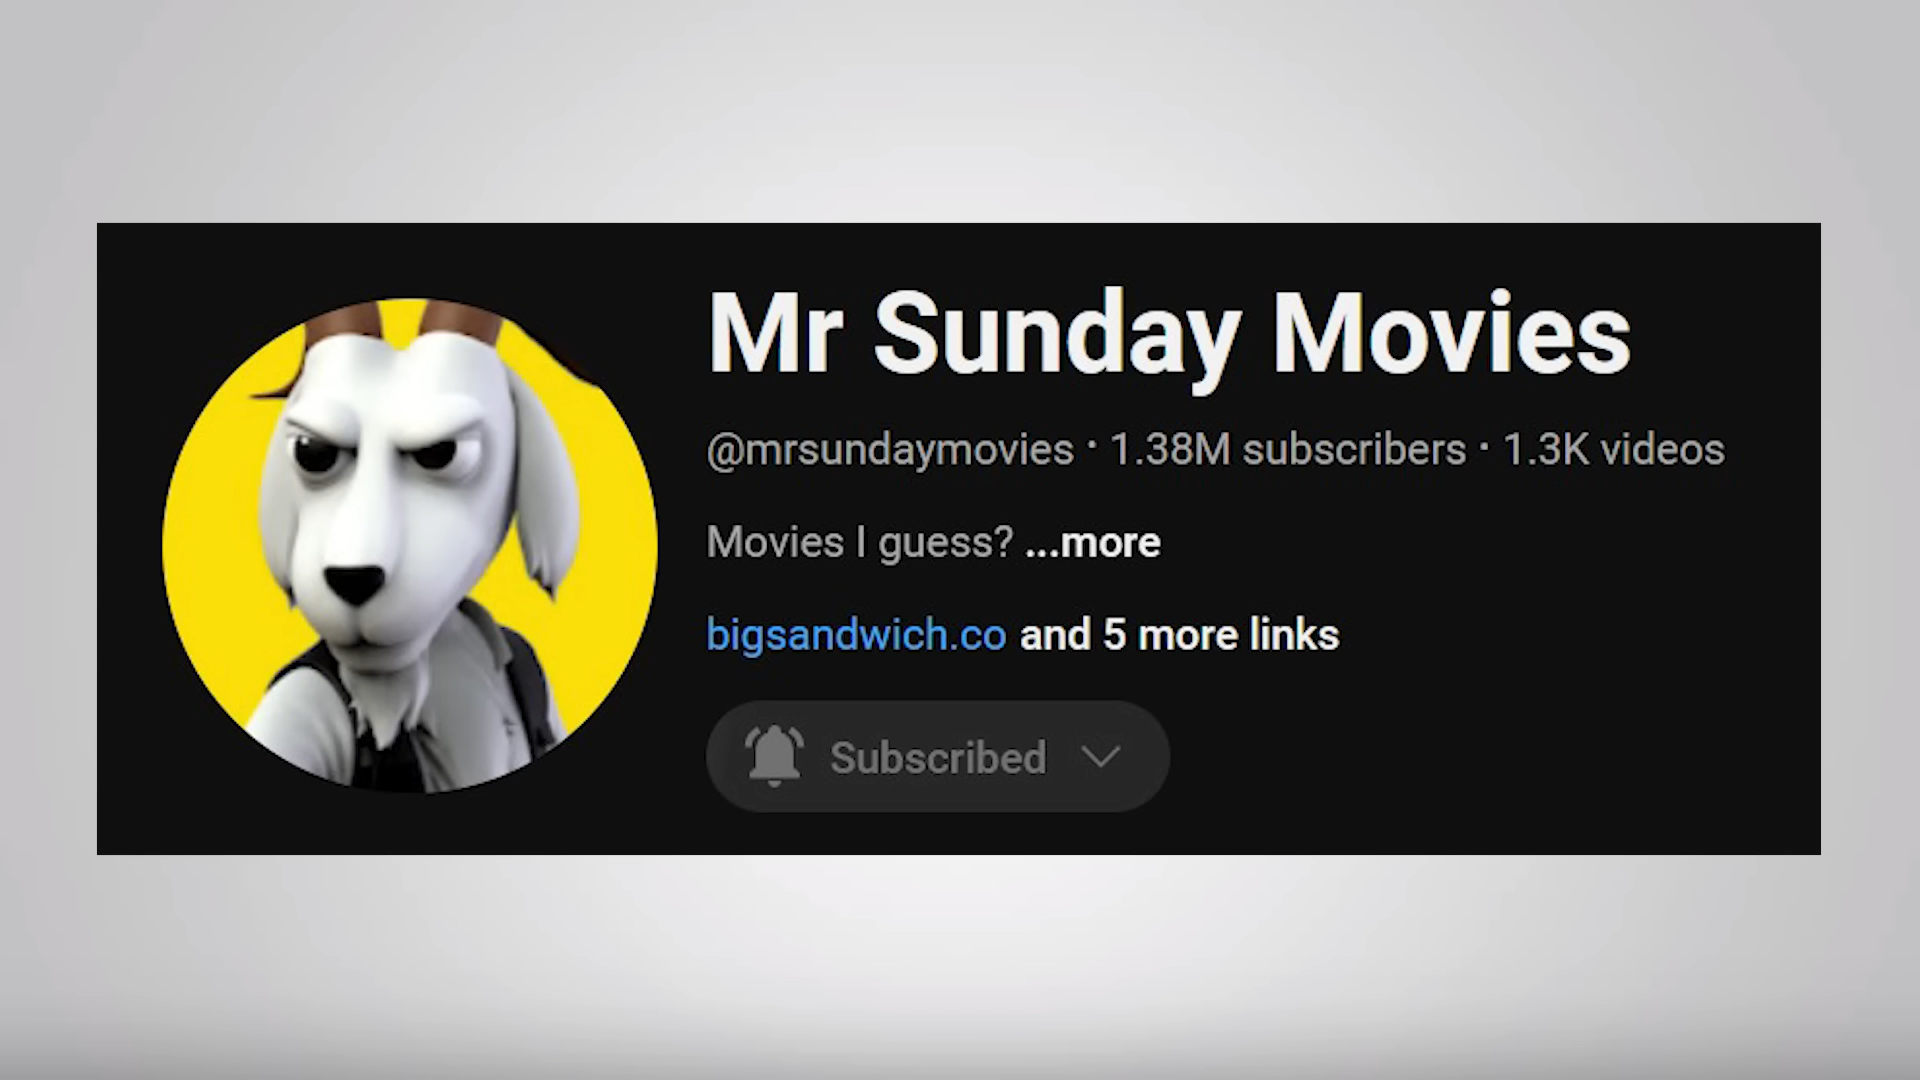 Mr Sunday Movies
@mrsundaymovies • 1.38M subscribers • 1.3K videos
Movies I guess? ...more
bigsandwich.co and 5 more links
Subscribed